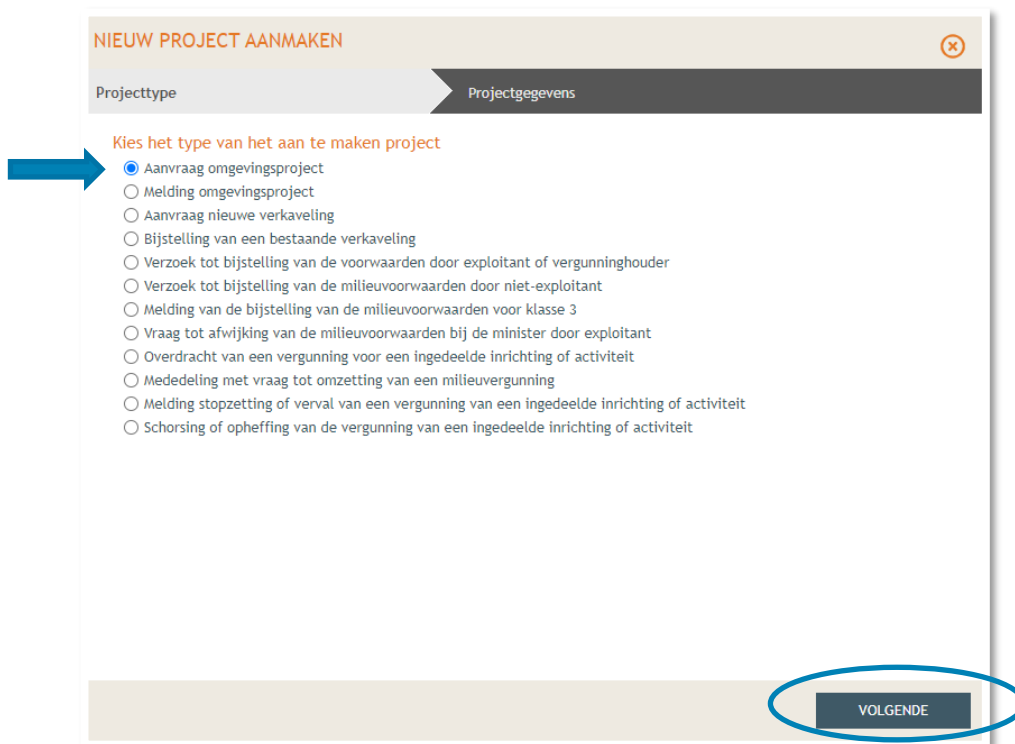 NIEUW PROJECT AANMAKEN
Projecttype
Projectgegevens
Kies het type van het aan te maken project
Aanvraag omgevingsproject
Melding omgevingsproject
Aanvraag nieuwe verkaveling
Bijstelling van een bestaande verkaveling
Verzoek tot bijstelling van de voorwaarden door exploitant of vergunninghouder
Verzoek tot bijstelling van de milieuvoorwaarden door niet-exploitant
Melding van de bijstelling van de milieuvoorwaarden voor klasse 3
Vraag tot afwijking van de milieuvoorwaarden bij de minister door exploitant
Overdracht van een vergunning voor een ingedeelde inrichting of activiteit
Mededeling met vraag tot omzetting van een milieuvergunning
Melding stopzetting of verval van een vergunning van een ingedeelde inrichting of activiteit
Schorsing of opheffing van de vergunning van een ingedeelde inrichting of activiteit
VOLGENDE